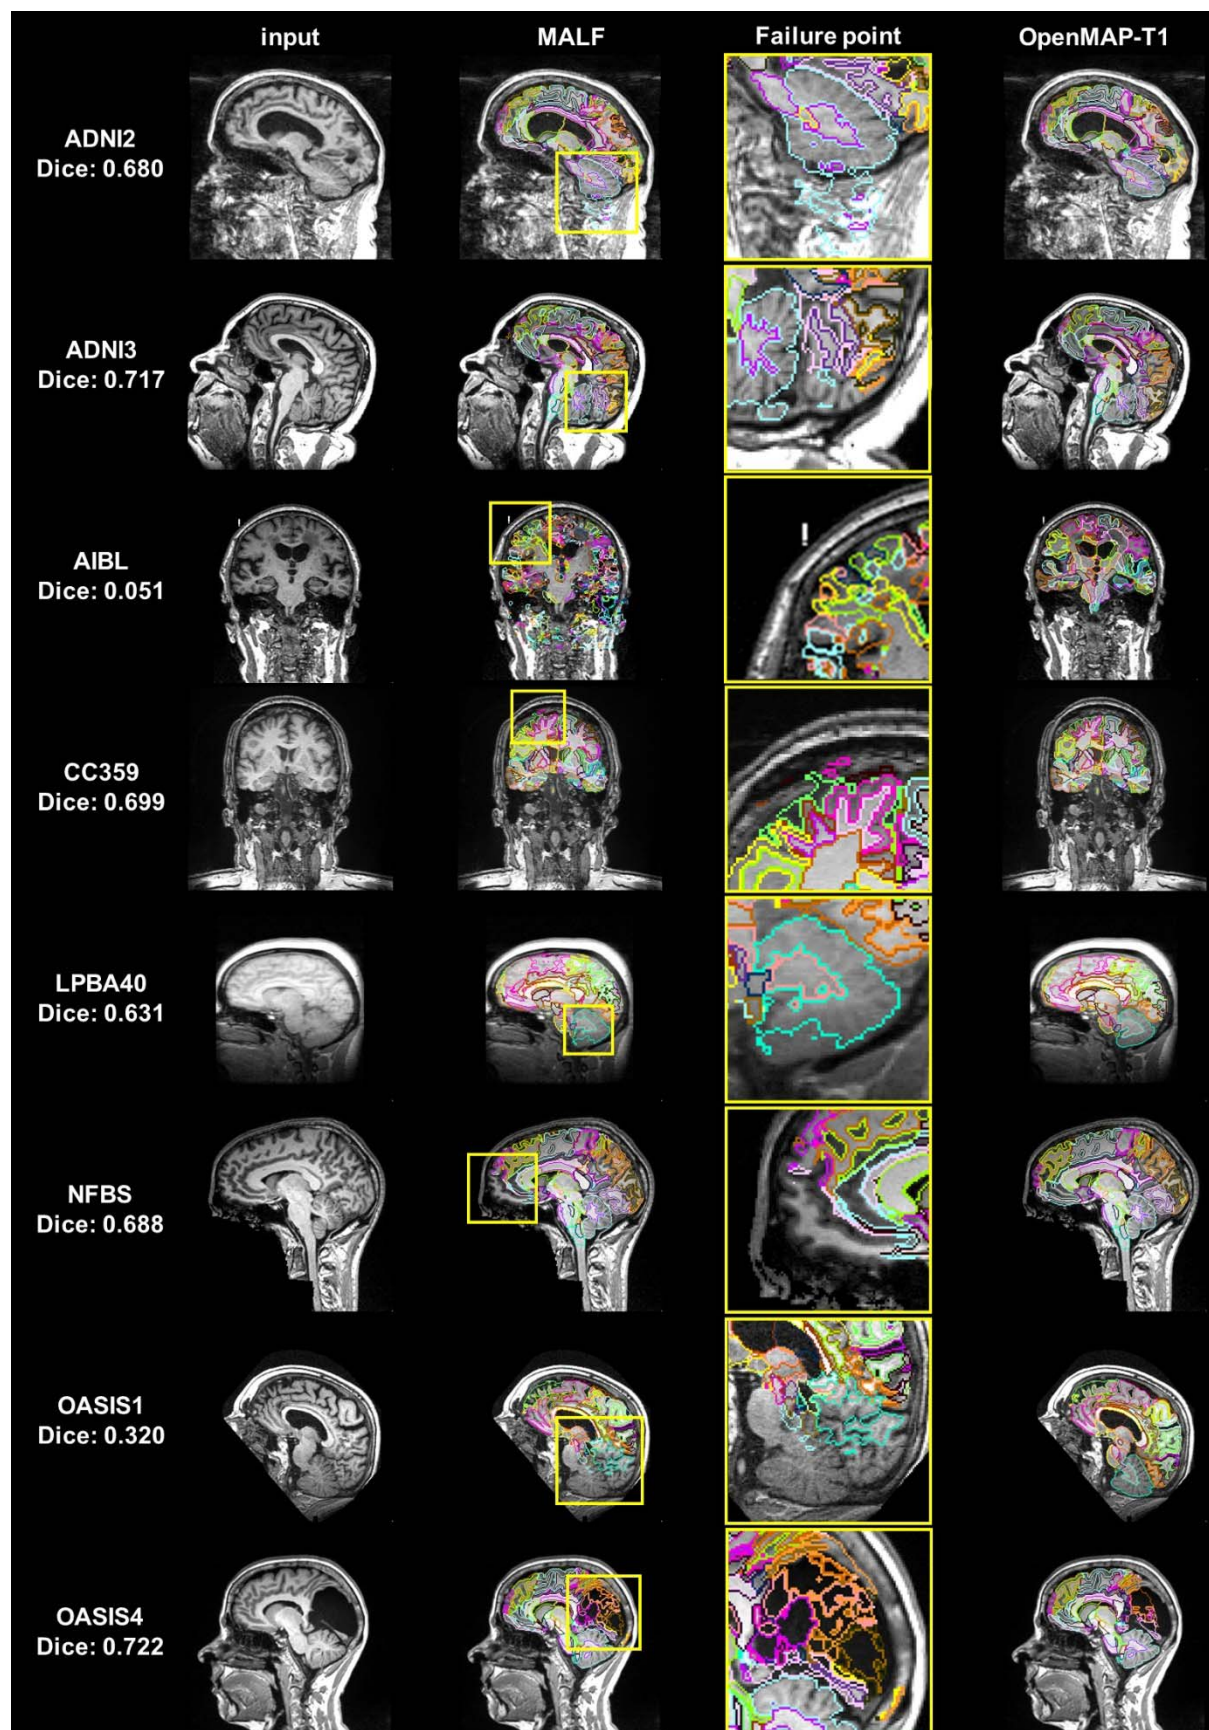 input MALF Failure point OpenMAP-T1
ADNI2
Dice: 0.680
ADNI3
Dice: 0.717
AIBL
Dice: 0.051
CC359
Dice: 0.699
LPBA40
Dice: 0.631
NFBS
Dice: 0.688
OASIS1
Dice: 0.320
OASIS4
Dice: 0.722